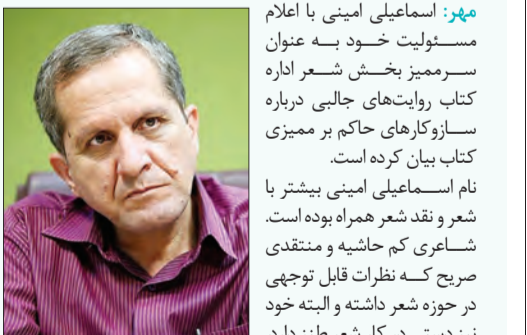 مهر: اسماعیلی امینی با اعلام
مسئولیت خود به عنوان
سرممیز بخش شعر اداره
کتاب روایت‌های جالبی درباره
سازوکارهای حاکم بر ممیزی
کتاب بیان کرده است.
نام اسماعیلی امینی بیشتر با
شعر و نقد شعر همراه بوده است.
شاعری کم حاشیه و منتقدی
صریح که نظرات قابل توجهی
در حوزه شعر داشته و البته خود